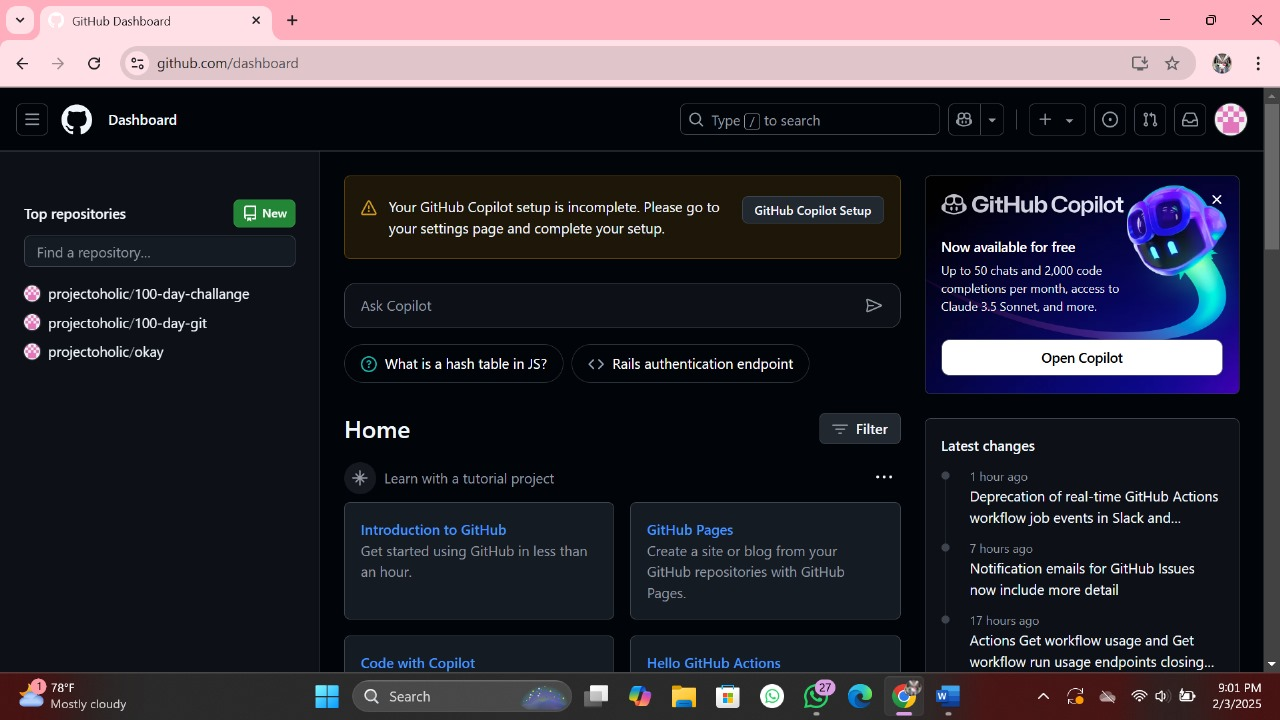 GitHub Dashboard
github.com/dashboard
Dashboard
Type / to search
Top repositories
New
Find a repository...
projectoholic/100-day-challange
projectoholic/100-day-git
projectoholic/okay
Your GitHub Copilot setup is incomplete. Please go to
your settings page and complete your setup.
GitHub Copilot Setup
Ask Copilot
What is a hash table in JS?
Rails authentication endpoint
Home
Filter
Learn with a tutorial project
Introduction to GitHub
Get started using GitHub in less than
an hour.
GitHub Pages
Create a site or blog from your
GitHub repositories with GitHub
Pages.
Code with Copilot
Hello GitHub Actions
GitHub Copilot
Now available for free
Up to 50 chats and 2,000 code
completions per month, access to
Claude 3.5 Sonnet, and more.
Open Copilot
Latest changes
1 hour ago
Deprecation of real-time GitHub Actions
workflow job events in Slack and...
7 hours ago
Notification emails for GitHub Issues
now include more detail
17 hours ago
Actions Get workflow usage and Get
workflow run usage endpoints closing...
1
78°F
Mostly cloudy
Search
27
9:01 PM
2/3/2025